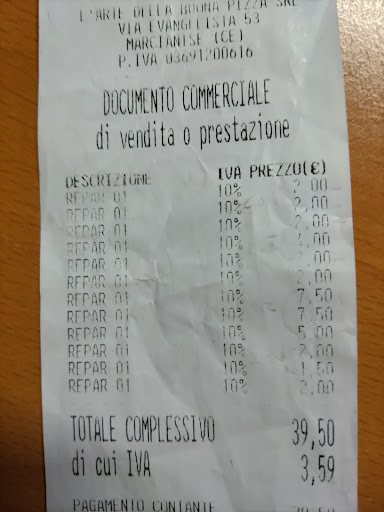 L'ARTE DELLA BUONA PIZZA SRL
VIA EVANGELISTA 53
MARCIANISE (CE)
P.IVA 03691200616
DOCUMENTO COMMERCIALE
di vendita o prestazione
DESCRIZIONE IVA PREZZO(€)
REPAR 01 10% 2,00
REPAR 01 10% 2,00
REPAR 01 10% 2,00
REPAR 01 10% 4,00
REPAR 01 10% 2,00
REPAR 01 10% 2,00
REPAR 01 10% 7,50
REPAR 01 10% 7,50
REPAR 01 10% 5,00
REPAR 01 10% 2,00
REPAR 01 10% 1,50
REPAR 01 10% 2,00
TOTALE COMPLESSIVO 39,50
di cui IVA 3,59
PAGAMENTO CONTANTE